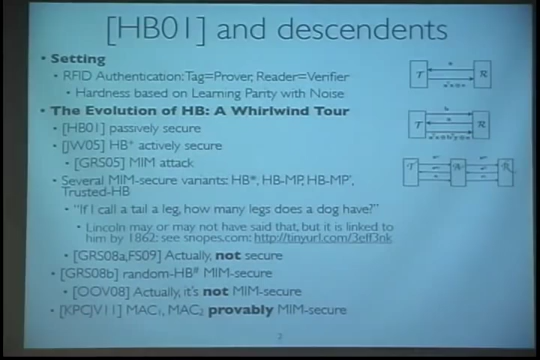 [HB01] and descendents
• Setting
• RFID Authentication: Tag=Prover, Reader=Verifier
• Hardness based on Learning Parity with Noise
• The Evolution of HB: A Whirlwind Tour
• [HB01] passively secure
• [JW05] HB⁺ actively secure
• [GRS05] MIM attack
• Several MIM-secure variants: HB*, HB-MP, HB-MP',
Trusted-HB
• "If I call a tail a leg, how many legs does a dog have?"
• Lincoln may or may not have said that, but it is linked to
him by 1862: see snopes.com: http://tinyurl.com/3elf3nk
• [GRS08a,FS09] Actually, not secure
• [GRS08b] random-HB# MIM-secure
• [OOV08] Actually, it's not MIM-secure
• [KPCJV11] MAC₁, MAC₂ provably MIM-secure
T
R
T
R
T
R